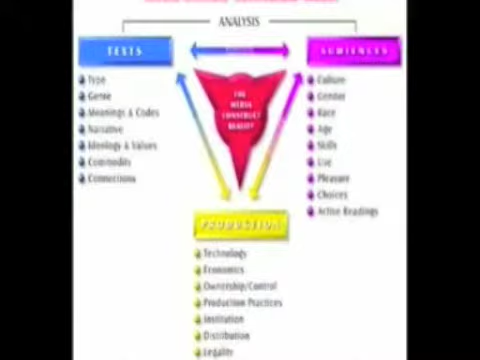 ANALYSIS
TEXTS
AUDIENCES
THE
MEDIA
CONSTRUCT
REALITY
Type
Genre
Meanings & Codes
Narrative
Ideology & Values
Commodity
Connections
Culture
Gender
Race
Age
Skills
Use
Pleasure
Choices
Active Readings
PRODUCTION
Technology
Economics
Ownership/Control
Production Practices
Institution
Distribution
Legality